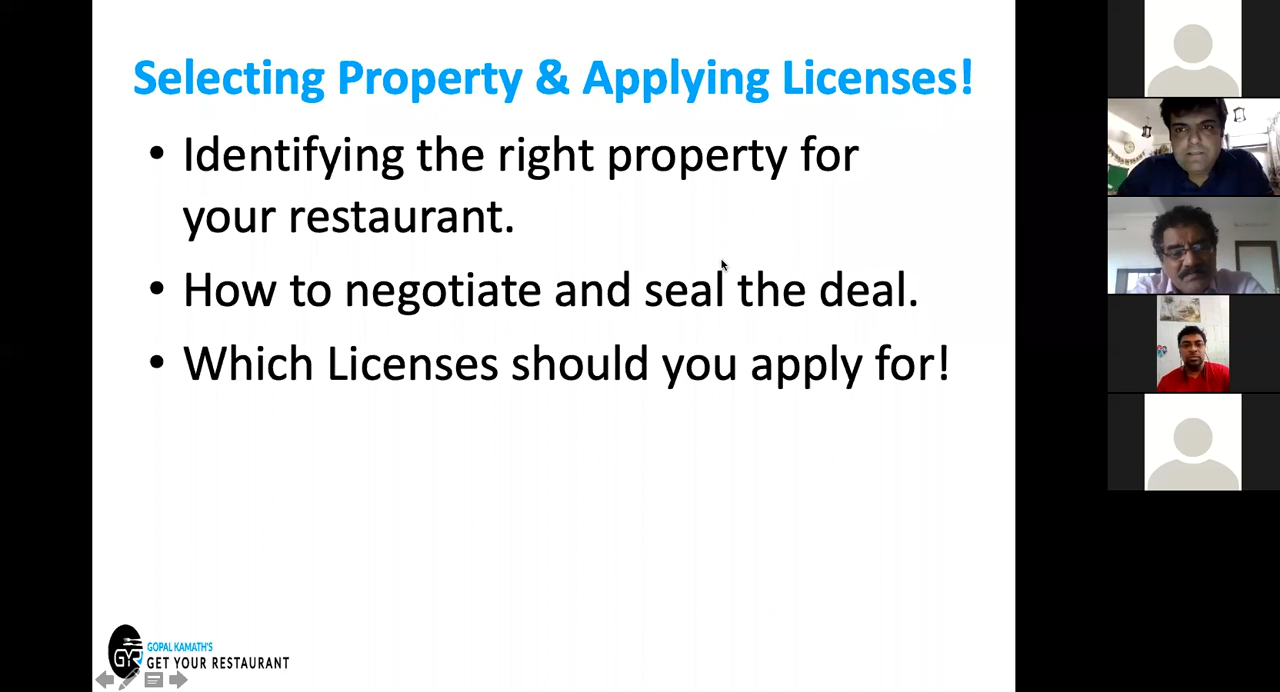 Selecting Property & Applying Licenses!
• Identifying the right property for
your restaurant.
• How to negotiate and seal the deal.
• Which Licenses should you apply for!
GYR
GOPAL KAMATH'S
GET YOUR RESTAURANT